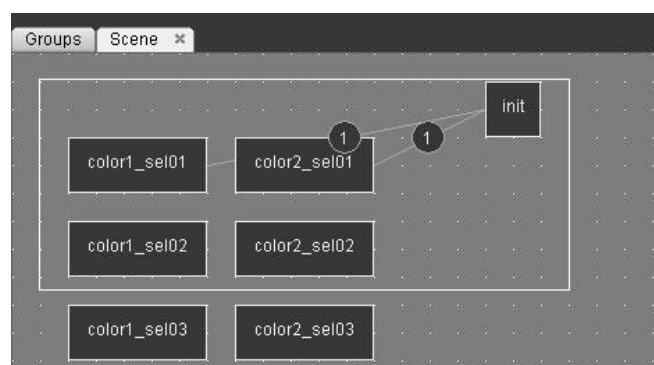 Groups Scene ×
init
1 1
color1_sel01 color2_sel01
color1_sel02 color2_sel02
color1_sel03 color2_sel03